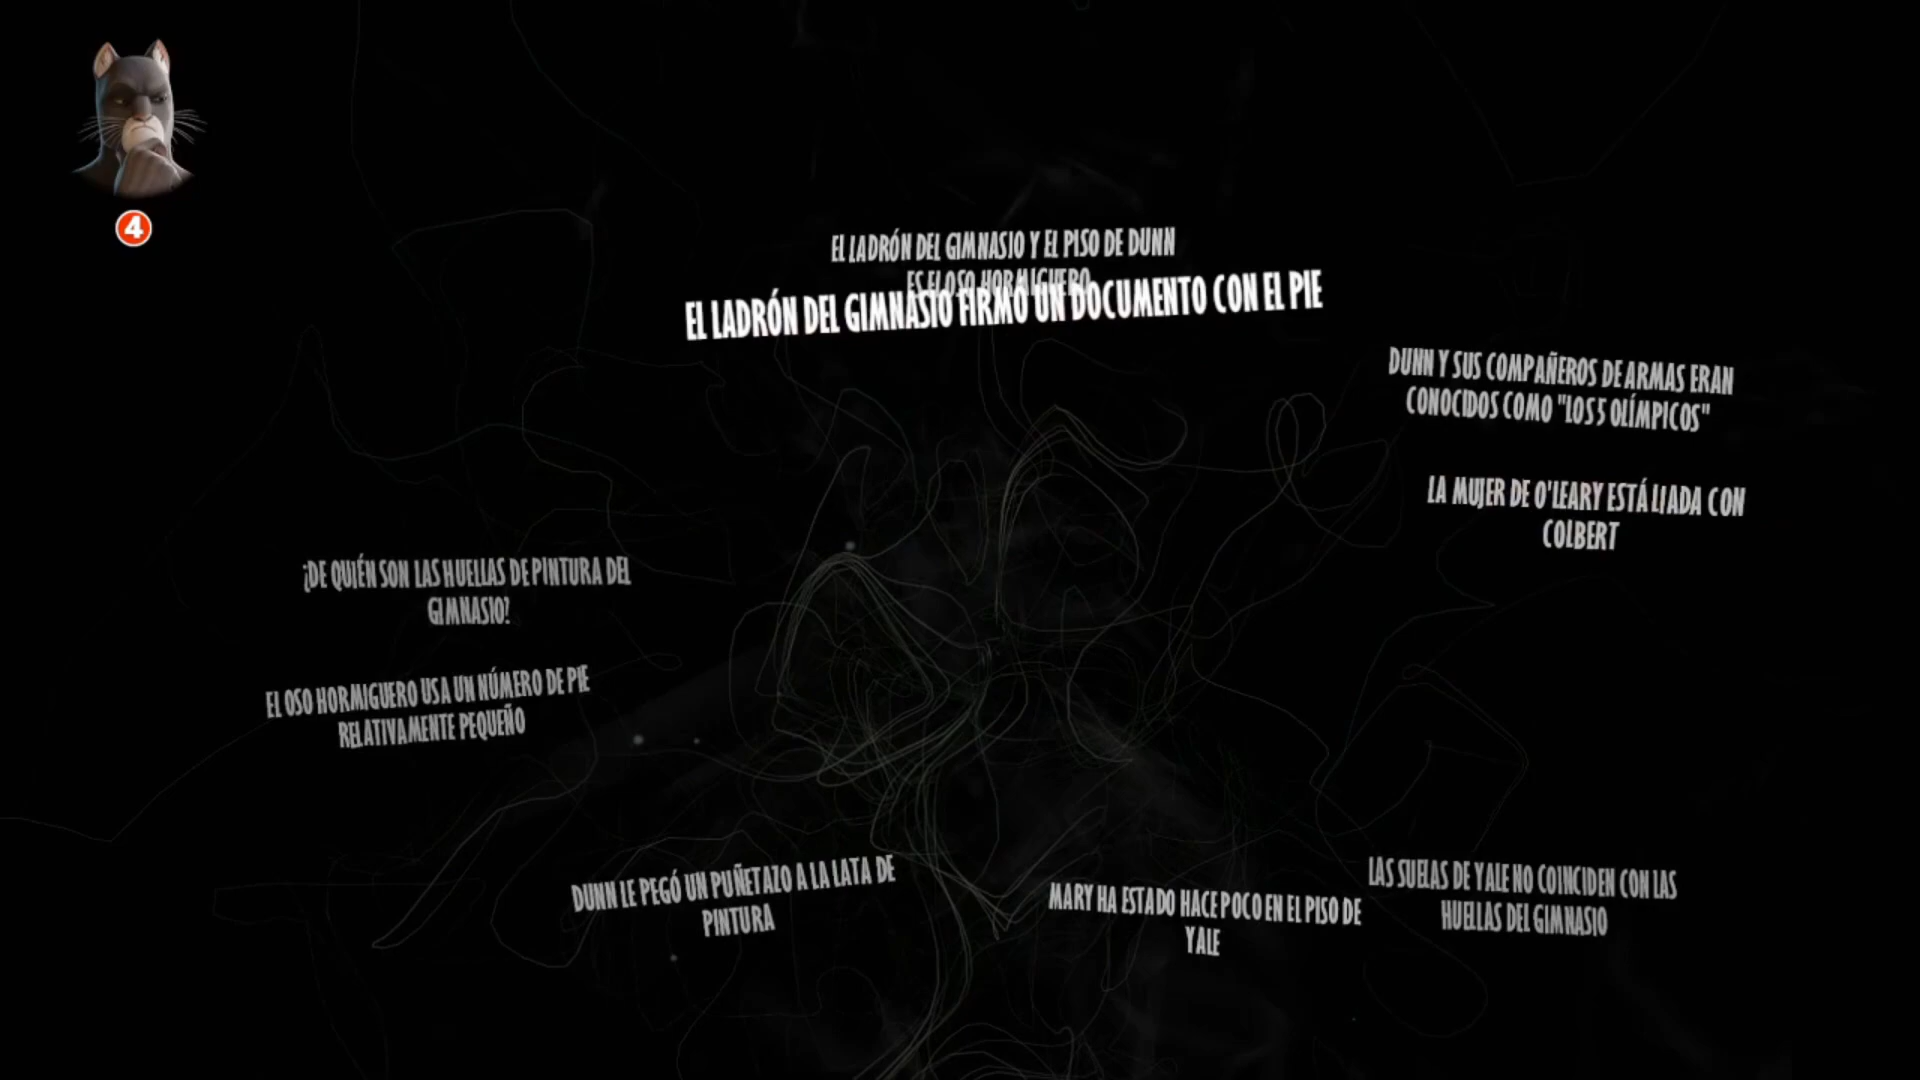 4
EL LADRÓN DEL GIMNASIO Y EL PISO DE DUNN
ES EL OSO HORMIGUERO
EL LADRÓN DEL GIMNASIO FIRMÓ UN DOCUMENTO CON EL PIE
DUNN Y SUS COMPAÑEROS DE ARMAS ERAN
CONOCIDOS COMO "LOS 5 OLÍMPICOS"
LA MUJER DE O'LEARY ESTÁ LIADA CON
COLBERT
¿DE QUIÉN SON LAS HUELLAS DE PINTURA DEL
GIMNASIO?
EL OSO HORMIGUERO USA UN NÚMERO DE PIE
RELATIVAMENTE PEQUEÑO
DUNN LE PEGÓ UN PUÑETAZO A LA LATA DE
PINTURA
MARY HA ESTADO HACE POCO EN EL PISO DE
YALE
LAS SUELAS DE YALE NO COINCIDEN CON LAS
HUELLAS DEL GIMNASIO